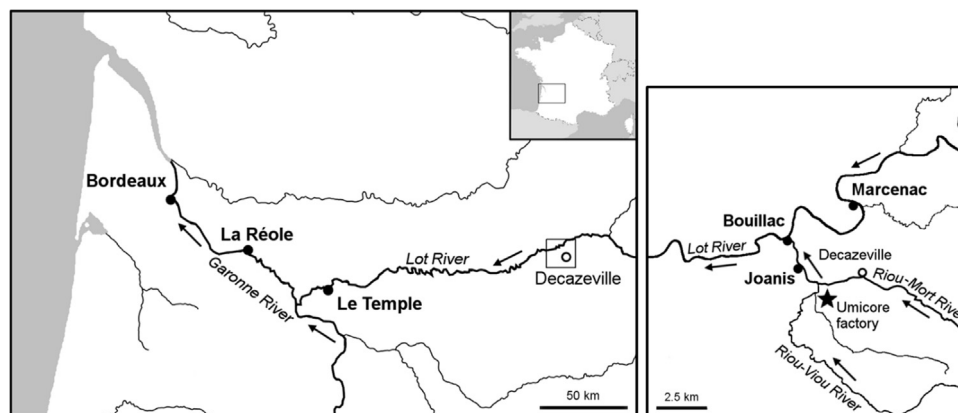 Bordeaux
La Réole
Garonne River
Le Temple
Lot River
Decazeville
50 km
Marcenac
Bouillac
Lot River
Joanis
Decazeville
Riou-Mort River
Umicore
factory
Riou-Viou River
2.5 km